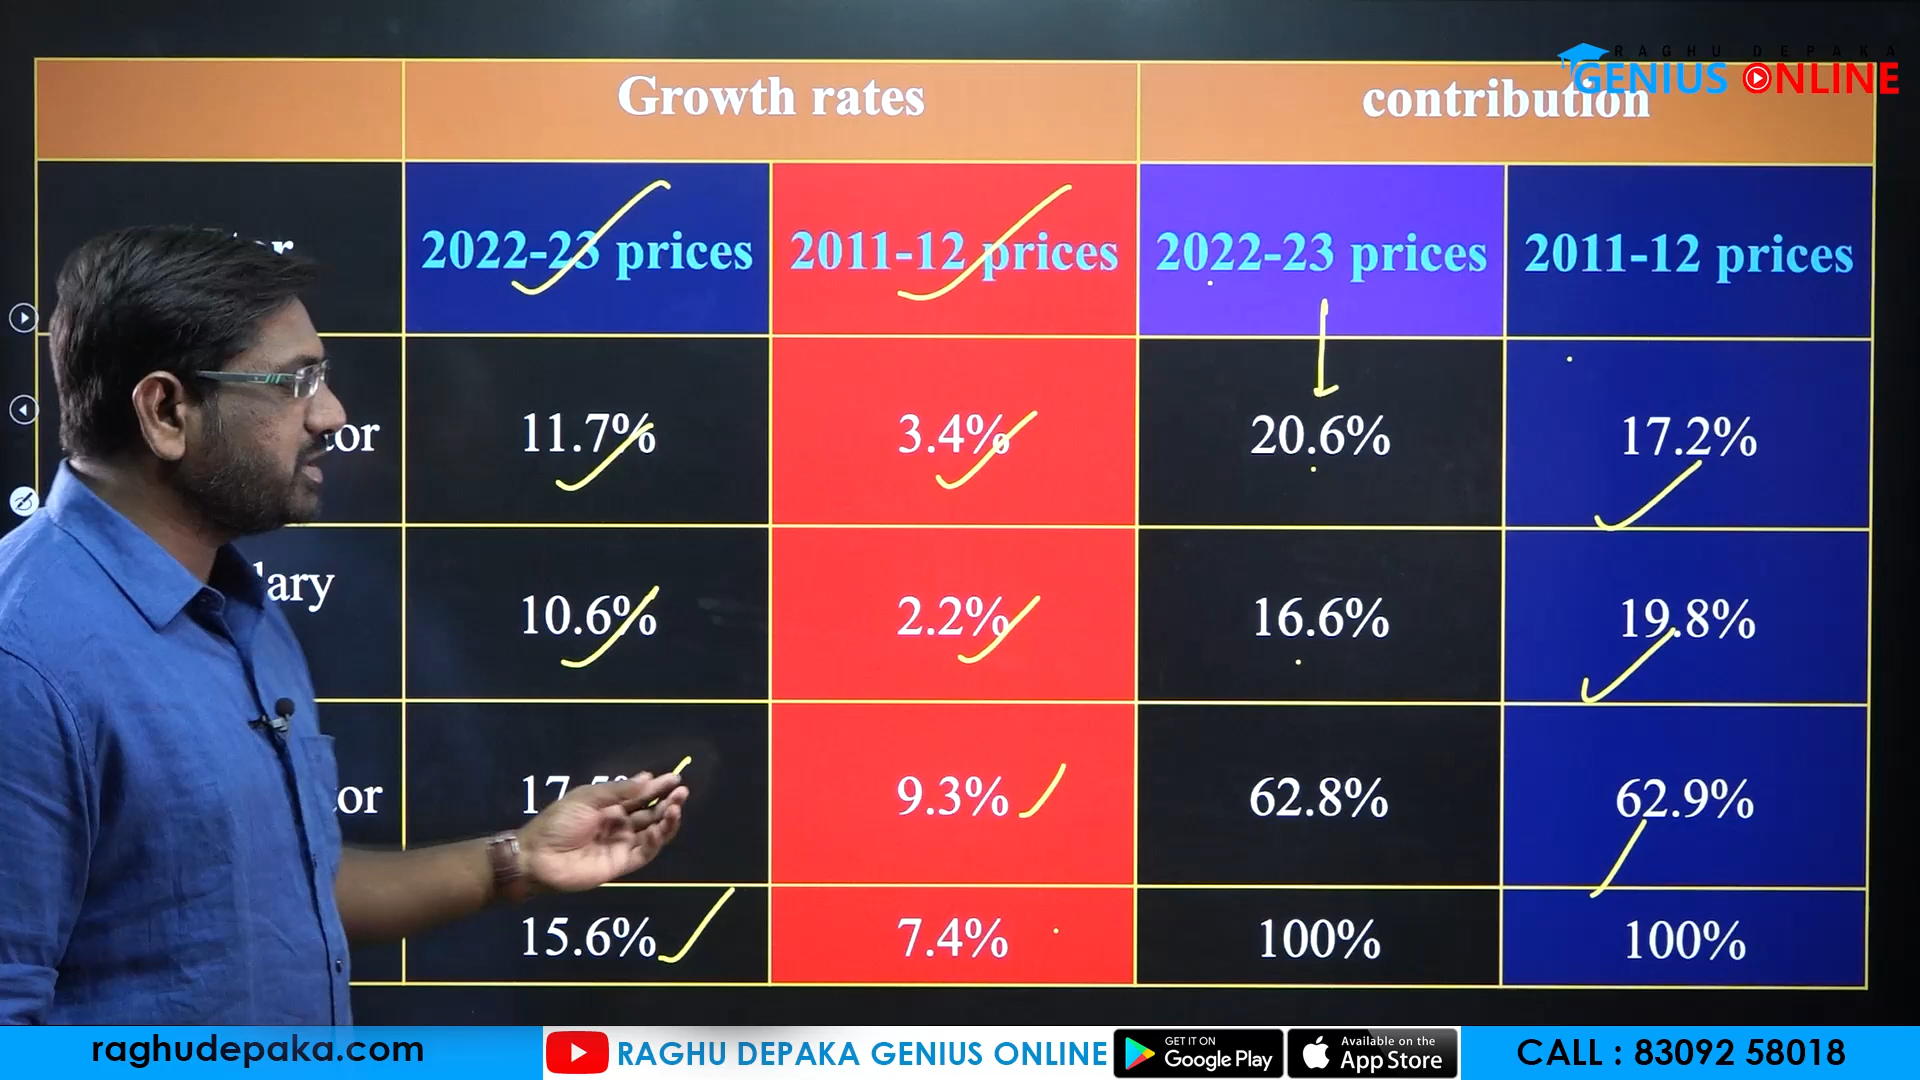 RAGHU DEPAKA
GENIUS ONLINE
Growth rates contribution
2022-23 prices 2011-12 prices 2022-23 prices 2011-12 prices
11.7% 3.4% 20.6% 17.2%
10.6% 2.2% 16.6% 19.8%
9.3% 62.8% 62.9%
15.6% 7.4% 100% 100%
raghudepaka.com
RAGHU DEPAKA GENIUS ONLINE
GET IT ON
Google Play
Available on the
App Store
CALL : 83092 58018